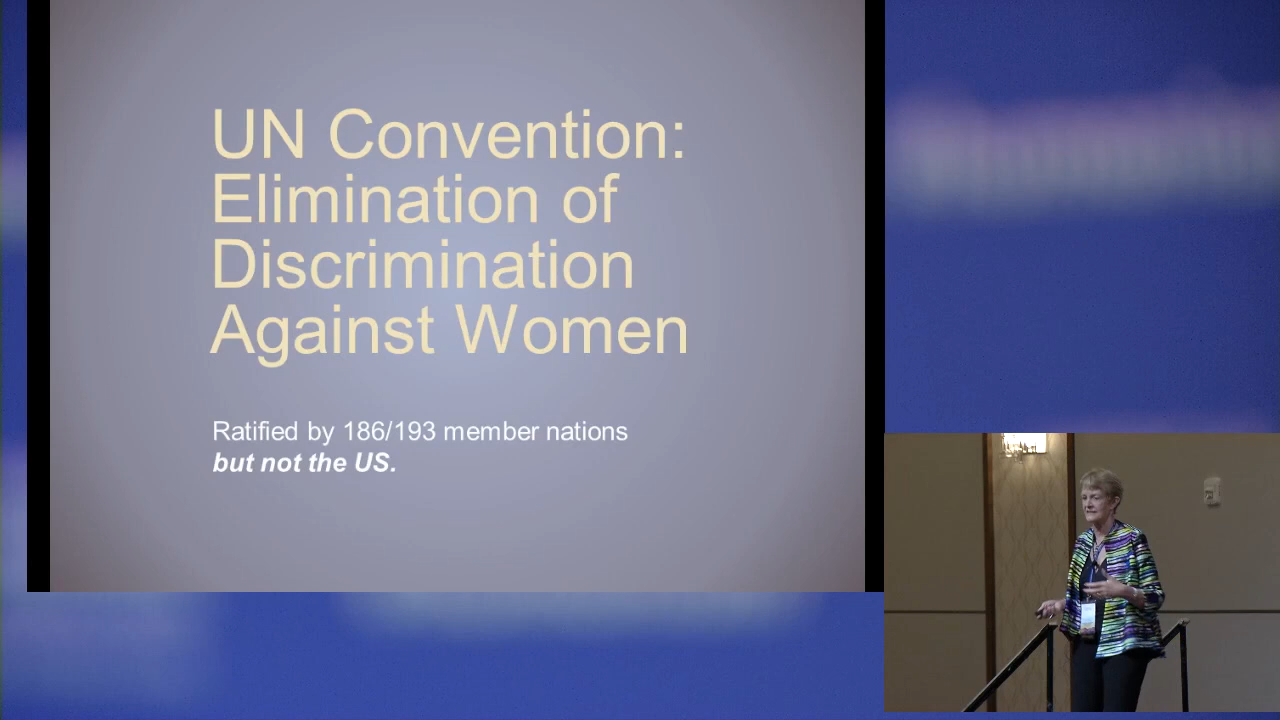 UN Convention:
Elimination of
Discrimination
Against Women
Ratified by 186/193 member nations
but not the US.